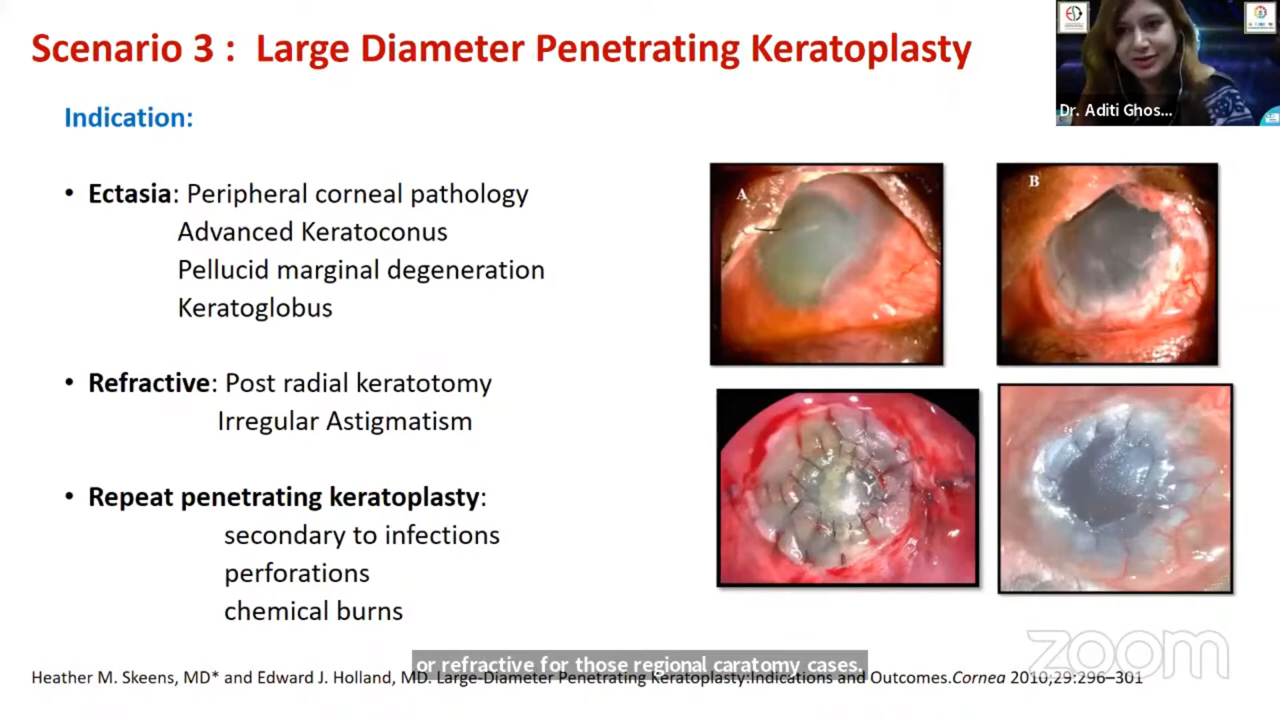 Scenario 3 : Large Diameter Penetrating Keratoplasty
Dr. Aditi Ghos...
Indication:
• Ectasia: Peripheral corneal pathology
Advanced Keratoconus
Pellucid marginal degeneration
Keratoglobus
• Refractive: Post radial keratotomy
Irregular Astigmatism
• Repeat penetrating keratoplasty:
secondary to infections
perforations
chemical burns
A
B
zoom
or refractive for those regional caratomy cases,
Heather M. Skeens, MD* and Edward J. Holland, MD. Large-Diameter Penetrating Keratoplasty:Indications and Outcomes.Cornea 2010;29:296–301